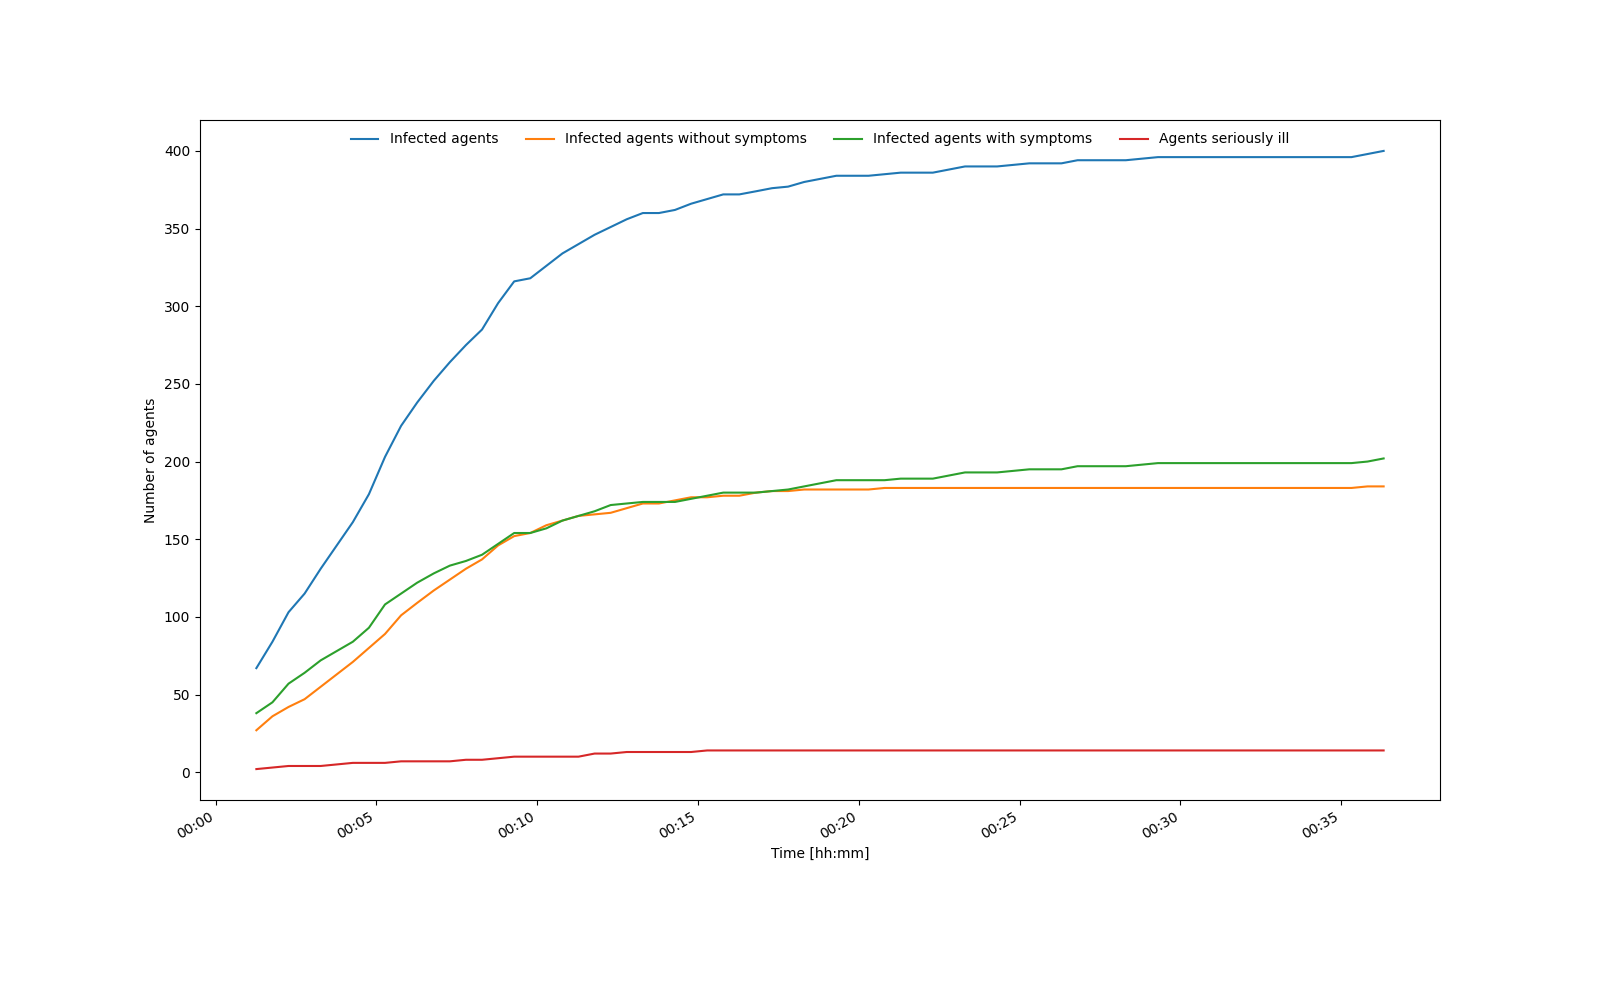 Infected agents Infected agents without symptoms Infected agents with symptoms Agents seriously ill
400
350
300
250
200
150
100
50
0
Number of agents
00:00 00:05 00:10 00:15 00:20 00:25 00:30 00:35
Time [hh:mm]